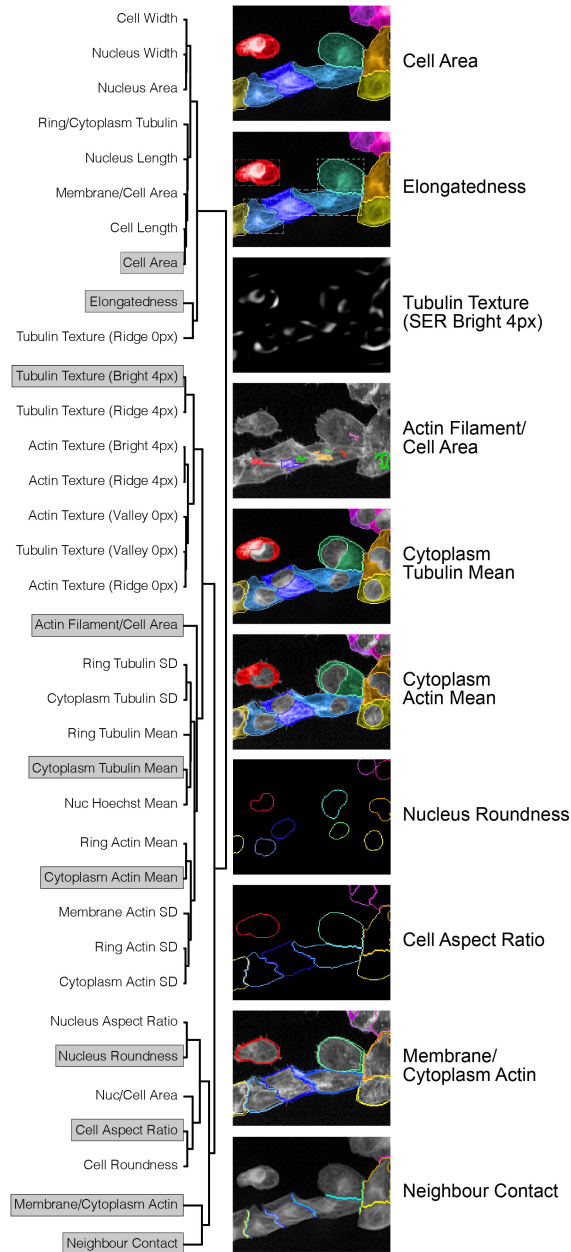 Cell Width
Nucleus Width
Nucleus Area
Ring/Cytoplasm Tubulin
Nucleus Length
Membrane/Cell Area
Cell Length
Cell Area
Elongatedness
Tubulin Texture (Ridge 0px)
Tubulin Texture (Bright 4px)
Tubulin Texture (Ridge 4px)
Actin Texture (Bright 4px)
Actin Texture (Ridge 4px)
Actin Texture (Valley 0px)
Tubulin Texture (Valley 0px)
Actin Texture (Ridge 0px)
Actin Filament/Cell Area
Ring Tubulin SD
Cytoplasm Tubulin SD
Ring Tubulin Mean
Cytoplasm Tubulin Mean
Nuc Hoechst Mean
Ring Actin Mean
Cytoplasm Actin Mean
Membrane Actin SD
Ring Actin SD
Cytoplasm Actin SD
Nucleus Aspect Ratio
Nucleus Roundness
Nuc/Cell Area
Cell Aspect Ratio
Cell Roundness
Membrane/Cytoplasm Actin
Neighbour Contact
Cell Area
Elongatedness
Tubulin Texture
(SER Bright 4px)
Actin Filament/
Cell Area
Cytoplasm
Tubulin Mean
Cytoplasm
Actin Mean
Nucleus Roundness
Cell Aspect Ratio
Membrane/
Cytoplasm Actin
Neighbour Contact